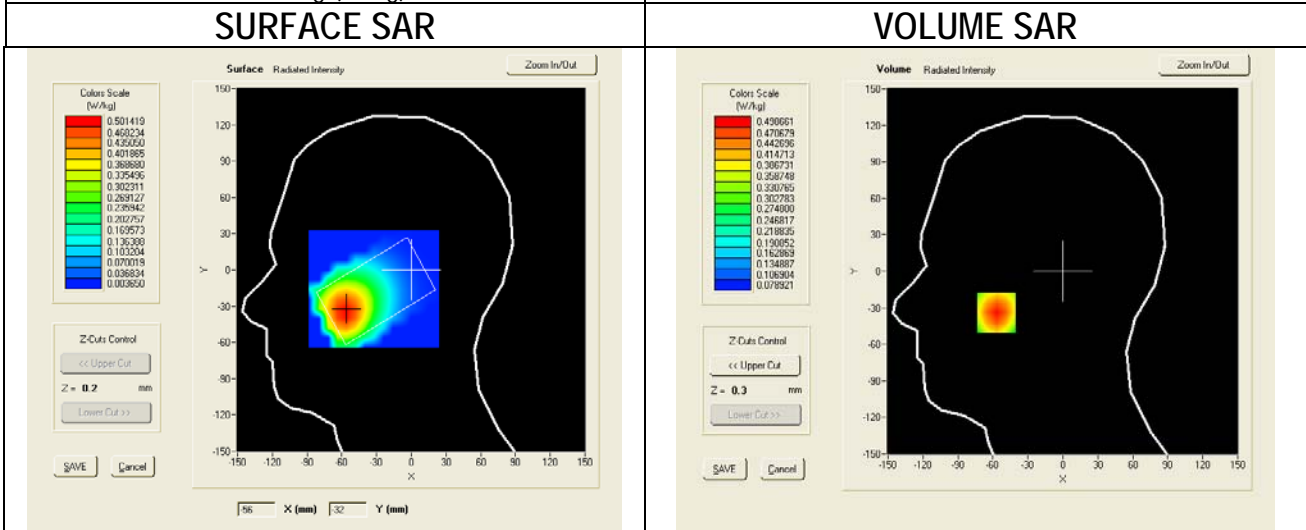 SURFACE SAR
VOLUME SAR
Surface Radiated Intensity
Zoom In/Out
Colors Scale
(W/kg)
0.501419
0.468234
0.435050
0.401865
0.368680
0.335496
0.302311
0.269127
0.235942
0.202757
0.169573
0.136388
0.103204
0.070019
0.036834
0.003650
Z-Cuts Control
<< Upper Cut
Z = 0.2 mm
Lower Cut >>
SAVE Cancel
150
120
90
60
30
0
-30
-60
-90
-120
-150
Y
-150 -120 -90 -60 -30 0 30 60 90 120 150
X
-56 X (mm) -32 Y (mm)
Volume Radiated Intensity
Zoom In/Out
Colors Scale
(W/kg)
0.498661
0.470679
0.442696
0.414713
0.386731
0.358748
0.330765
0.302783
0.274800
0.246817
0.218835
0.190852
0.162869
0.134887
0.106904
0.078921
Z-Cuts Control
<< Upper Cut
Z = 0.3 mm
Lower Cut >>
SAVE Cancel
150
120
90
60
30
0
-30
-60
-90
-120
-150
Y
-150 -120 -90 -60 -30 0 30 60 90 120 150
X